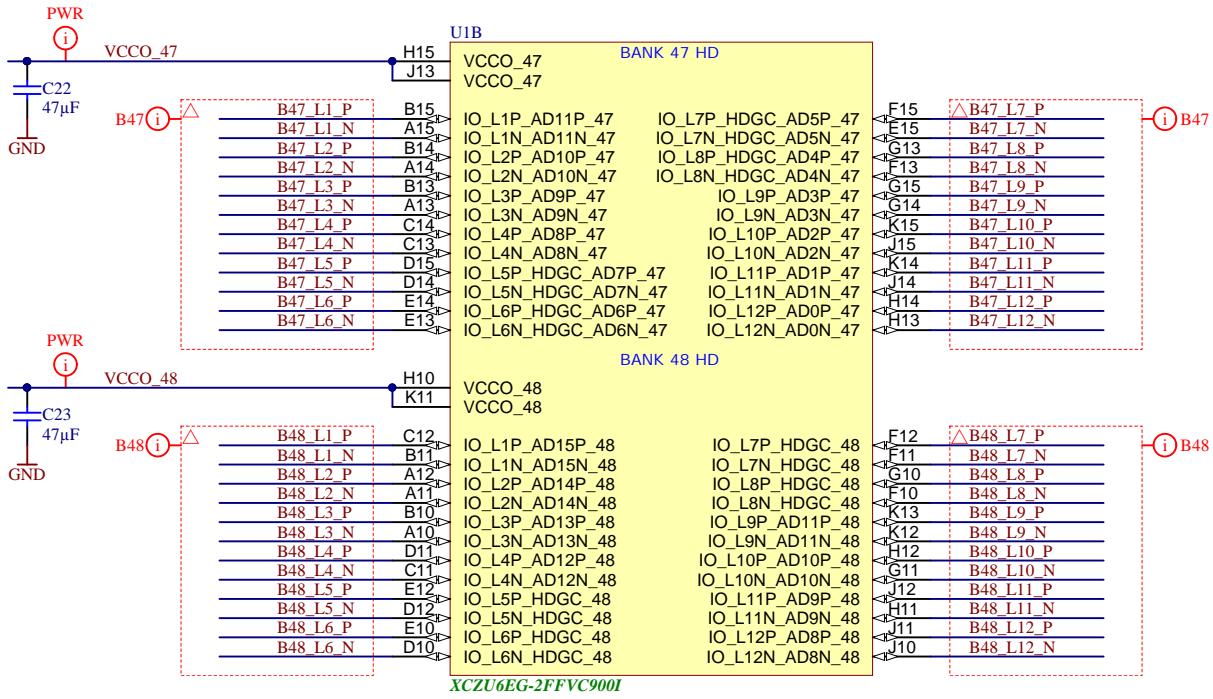 PWR
i
VCCO_47
C22
47µF
GND
U1B
BANK 47 HD
H15 VCCO_47
J13 VCCO_47
B47 i
B47_L1_P B15 IO_L1P_AD11P_47
B47_L1_N A15 IO_L1N_AD11N_47
B47_L2_P B14 IO_L2P_AD10P_47
B47_L2_N A14 IO_L2N_AD10N_47
B47_L3_P B13 IO_L3P_AD9P_47
B47_L3_N A13 IO_L3N_AD9N_47
B47_L4_P C14 IO_L4P_AD8P_47
B47_L4_N C13 IO_L4N_AD8N_47
B47_L5_P D15 IO_L5P_HDGC_AD7P_47
B47_L5_N D14 IO_L5N_HDGC_AD7N_47
B47_L6_P E14 IO_L6P_HDGC_AD6P_47
B47_L6_N E13 IO_L6N_HDGC_AD6N_47
IO_L7P_HDGC_AD5P_47 F15 B47_L7_P
IO_L7N_HDGC_AD5N_47 E15 B47_L7_N
IO_L8P_HDGC_AD4P_47 G13 B47_L8_P
IO_L8N_HDGC_AD4N_47 F13 B47_L8_N
IO_L9P_AD3P_47 G15 B47_L9_P
IO_L9N_AD3N_47 G14 B47_L9_N
IO_L10P_AD2P_47 K15 B47_L10_P
IO_L10N_AD2N_47 J15 B47_L10_N
IO_L11P_AD1P_47 K14 B47_L11_P
IO_L11N_AD1N_47 J14 B47_L11_N
IO_L12P_AD0P_47 H14 B47_L12_P
IO_L12N_AD0N_47 H13 B47_L12_N
i B47
PWR
i
VCCO_48
C23
47µF
GND
BANK 48 HD
H10 VCCO_48
K11 VCCO_48
B48 i
B48_L1_P C12 IO_L1P_AD15P_48
B48_L1_N B11 IO_L1N_AD15N_48
B48_L2_P A12 IO_L2P_AD14P_48
B48_L2_N A11 IO_L2N_AD14N_48
B48_L3_P B10 IO_L3P_AD13P_48
B48_L3_N A10 IO_L3N_AD13N_48
B48_L4_P D11 IO_L4P_AD12P_48
B48_L4_N C11 IO_L4N_AD12N_48
B48_L5_P E12 IO_L5P_HDGC_48
B48_L5_N D12 IO_L5N_HDGC_48
B48_L6_P E10 IO_L6P_HDGC_48
B48_L6_N D10 IO_L6N_HDGC_48
IO_L7P_HDGC_48 F12 B48_L7_P
IO_L7N_HDGC_48 F11 B48_L7_N
IO_L8P_HDGC_48 G10 B48_L8_P
IO_L8N_HDGC_48 F10 B48_L8_N
IO_L9P_AD11P_48 K13 B48_L9_P
IO_L9N_AD11N_48 K12 B48_L9_N
IO_L10P_AD10P_48 H12 B48_L10_P
IO_L10N_AD10N_48 G11 B48_L10_N
IO_L11P_AD9P_48 J12 B48_L11_P
IO_L11N_AD9N_48 H11 B48_L11_N
IO_L12P_AD8P_48 J11 B48_L12_P
IO_L12N_AD8N_48 J10 B48_L12_N
i B48
XCZU6EG-2FFVC900I